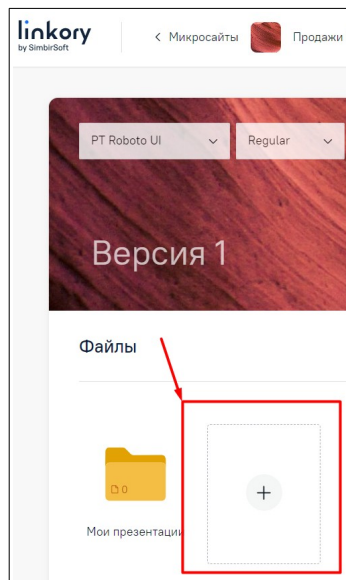 linkory
by SimbirSoft
< Микросайты
Продажи
PT Roboto UI
Regular
Версия 1
Файлы
0
Мои презентации
+